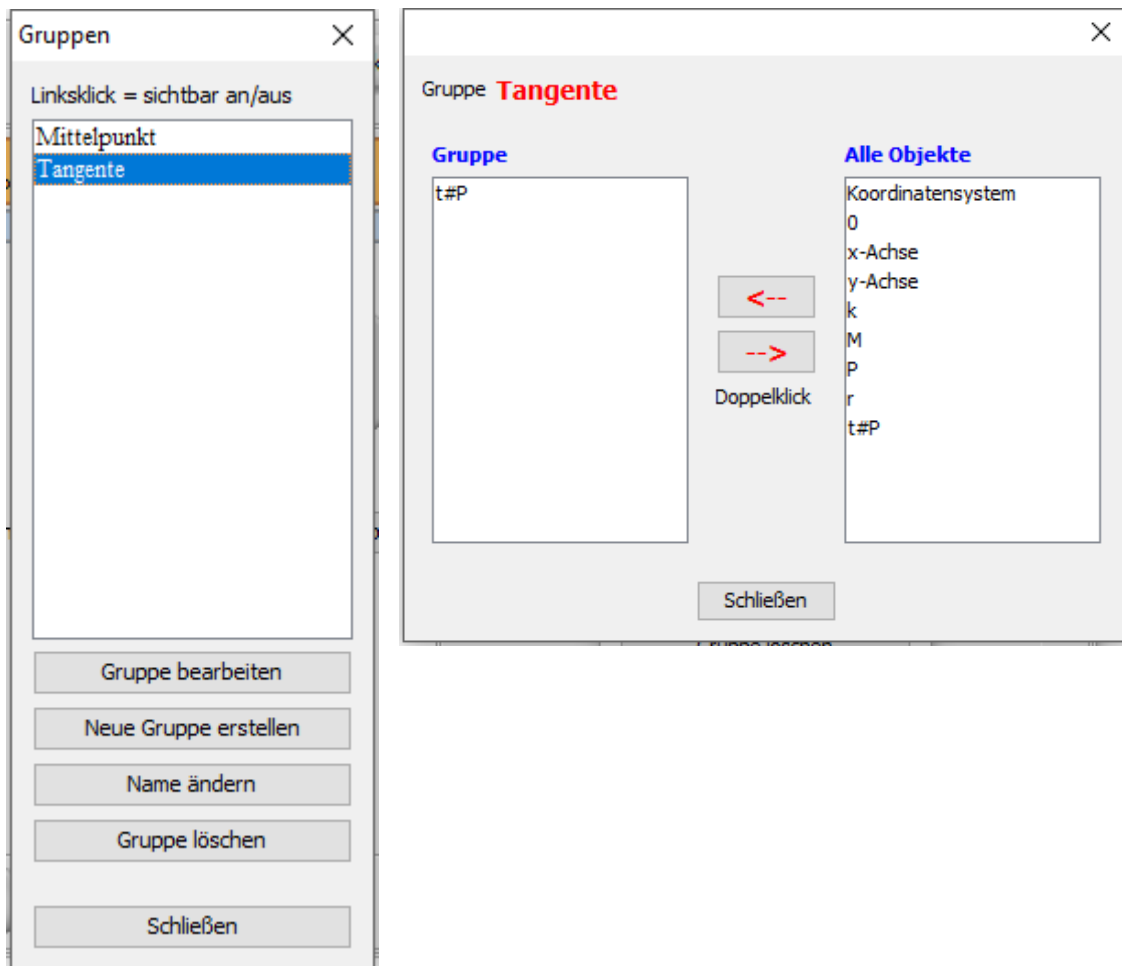 Gruppen
Linksklick = sichtbar an/aus
Mittelpunkt
Tangente
Gruppe bearbeiten
Neue Gruppe erstellen
Name ändern
Gruppe löschen
Schließen
Gruppe Tangente
Gruppe
t#P
<--
-->
Doppelklick
Alle Objekte
Koordinatensystem
0
x-Achse
y-Achse
k
M
P
r
t#P
Schließen